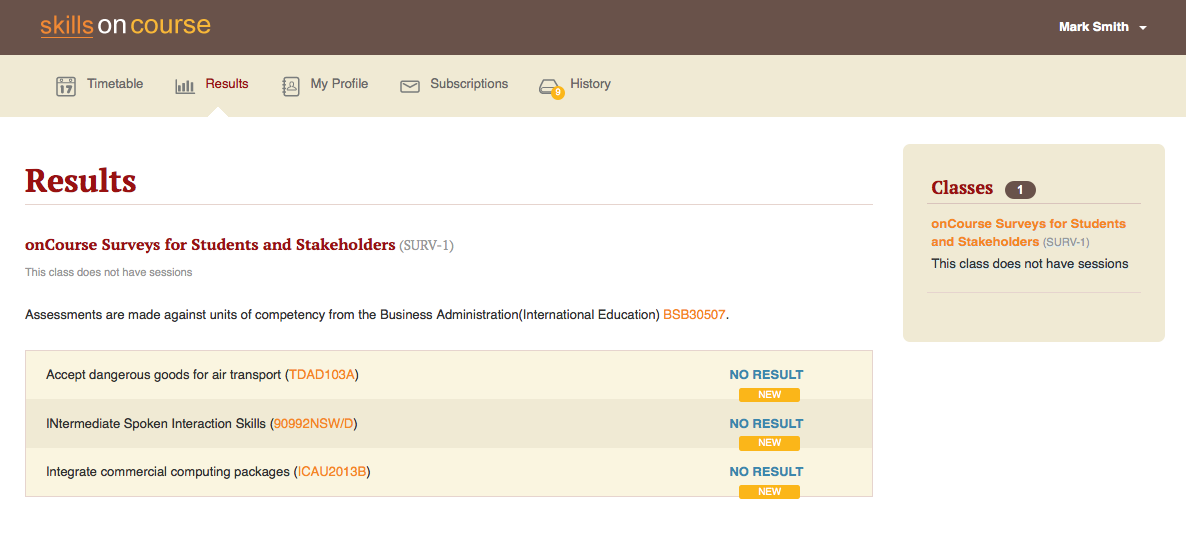 skills on course
Mark Smith
17
Timetable
Results
My Profile
Subscriptions
9
History
Results
onCourse Surveys for Students and Stakeholders (SURV-1)
This class does not have sessions
Assessments are made against units of competency from the Business Administration(International Education) BSB30507.
Accept dangerous goods for air transport (TDAD103A)
NO RESULT
NEW
INtermediate Spoken Interaction Skills (90992NSW/D)
NO RESULT
NEW
Integrate commercial computing packages (ICAU2013B)
NO RESULT
NEW
Classes 1
onCourse Surveys for Students
and Stakeholders (SURV-1)
This class does not have sessions